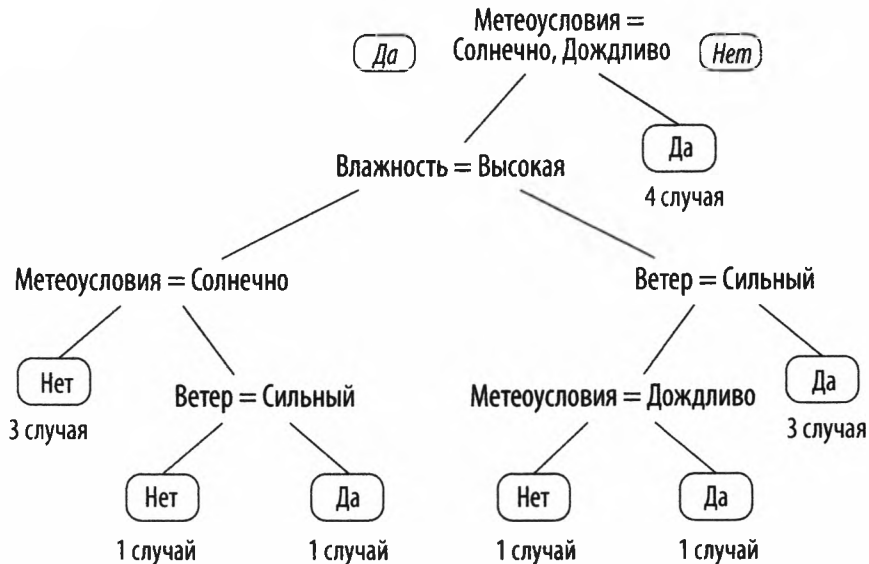 Метеоусловия =
Да Солнечно, Дождливо Нет
Да
Влажность = Высокая
4 случая
Метеоусловия = Солнечно Ветер = Сильный
Нет Ветер = Сильный Метеоусловия = Дождливо Да
3 случая 3 случая
Нет Да Нет Да
1 случай 1 случай 1 случай 1 случай